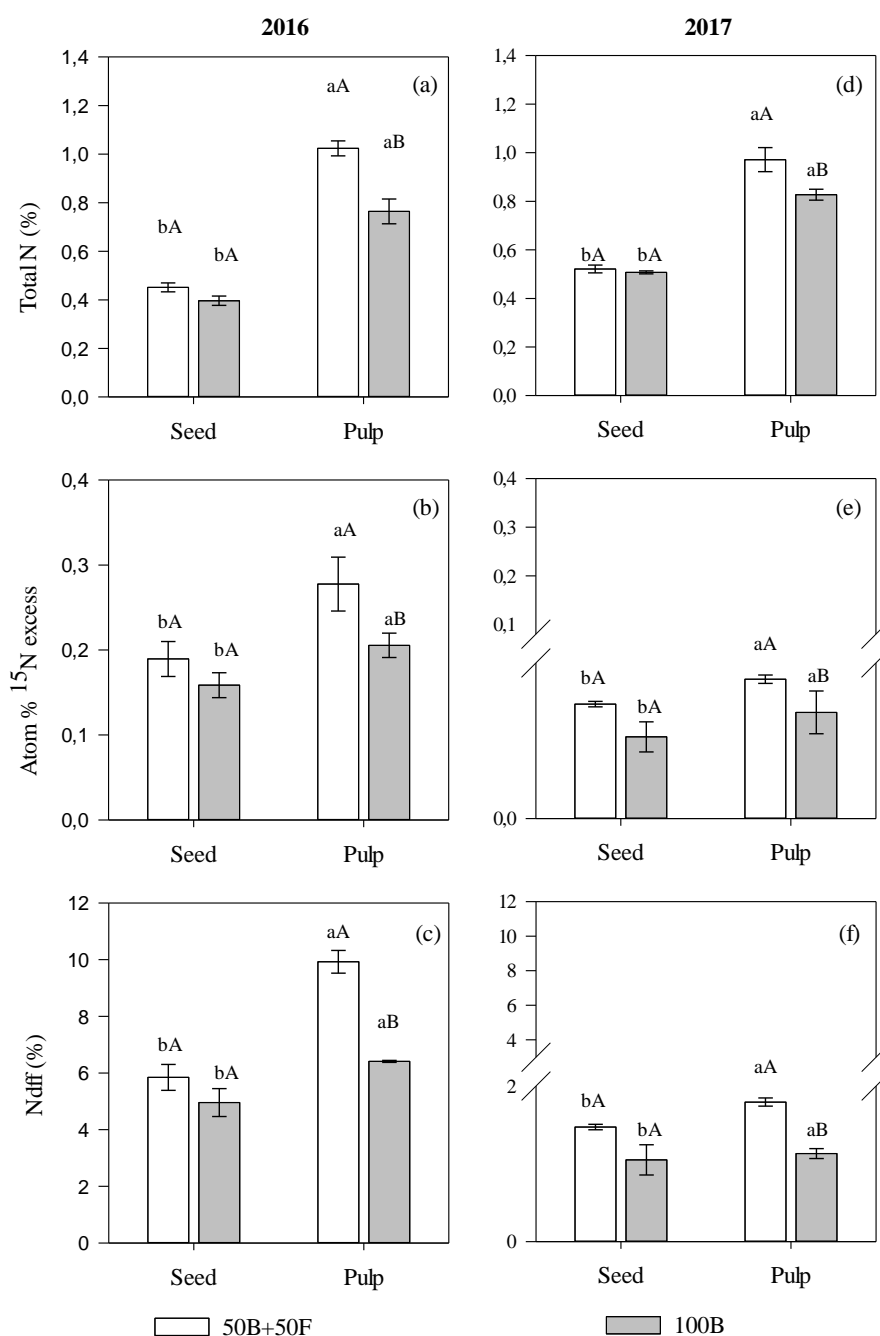 2016
2017
Total N (%)
1,4
1,2
1,0
0,8
0,6
0,4
0,2
0,0
(a)
bA
bA
aA
aB
Seed
Pulp
1,4
1,2
1,0
0,8
0,6
0,4
0,2
0,0
(d)
bA
bA
aA
aB
Seed
Pulp
Atom % 15N excess
0,4
0,3
0,2
0,1
0,0
(b)
bA
bA
aA
aB
Seed
Pulp
0,4
0,3
0,2
0,1
0,0
(e)
bA
bA
aA
aB
Seed
Pulp
Ndff (%)
12
10
8
6
4
2
0
(c)
bA
bA
aA
aB
Seed
Pulp
12
10
8
6
4
2
0
(f)
bA
bA
aA
aB
Seed
Pulp
50B+50F
100B